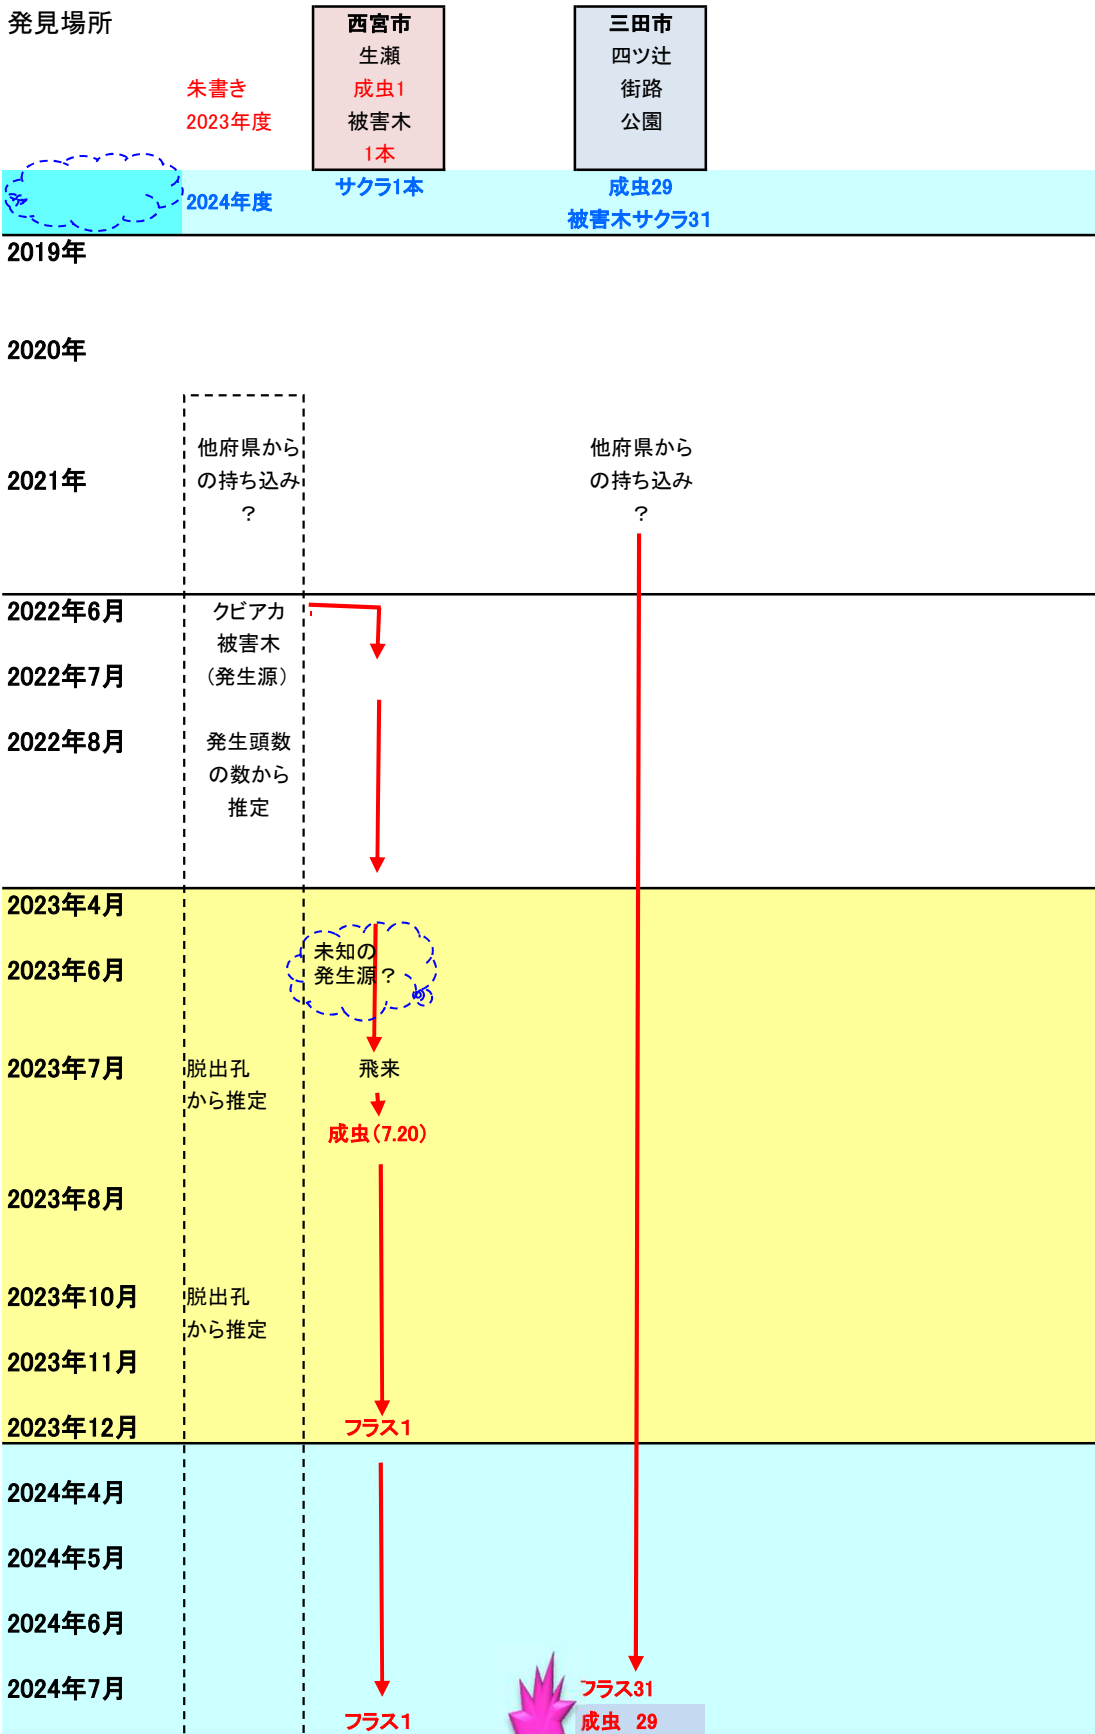 発見場所
西宮市
生瀬
成虫1
被害木
1本
三田市
四ツ辻
街路
公園
朱書き
2023年度
2024年度
サクラ1本
成虫29
被害木サクラ31
2019年
2020年
2021年
他府県から
の持ち込み
？
他府県から
の持ち込み
？
2022年6月
クビアカ
被害木
2022年7月
（発生源）
2022年8月
発生頭数
の数から
推定
2023年4月
未知の
発生源？
2023年6月
2023年7月
脱出孔
から推定
飛来
成虫(7.20)
2023年8月
2023年10月
脱出孔
から推定
2023年11月
2023年12月
フラス1
2024年4月
2024年5月
2024年6月
2024年7月
フラス31
フラス1
成虫 29